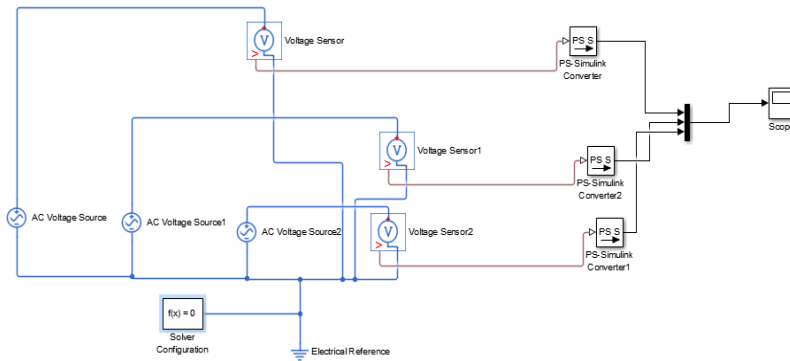 V
Voltage Sensor
PS S
PS-Simulink
Converter
Scop
V
Voltage Sensor1
PS S
PS-Simulink
Converter2
AC Voltage Source
AC Voltage Source1
AC Voltage Source2
V
Voltage Sensor2
PS S
PS-Simulink
Converter1
f(x) = 0
Solver
Configuration
Electrical Reference